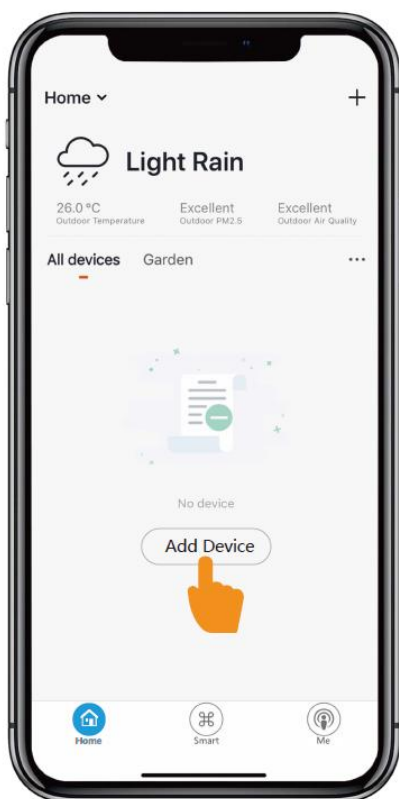 Home
Light Rain
26.0 °C Excellent Excellent
Outdoor Temperature Outdoor PM2.5 Outdoor Air Quality
All devices Garden ...
No device
Add Device
Home Smart Me